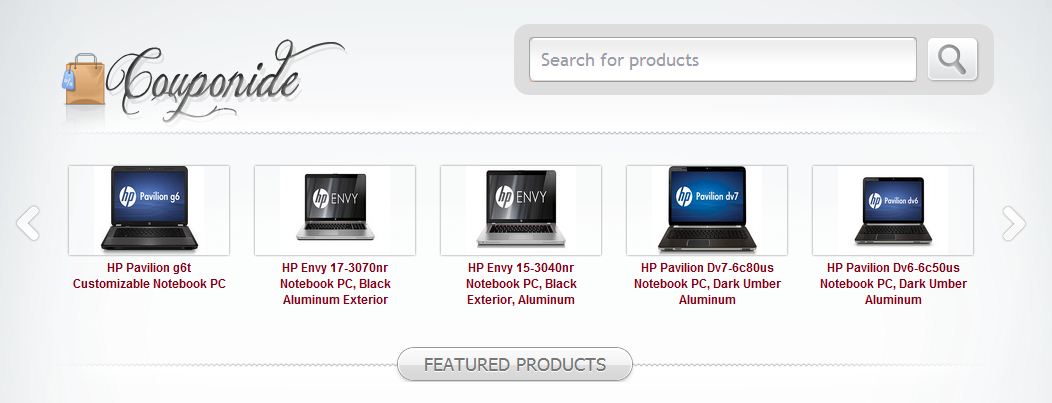 Couponide
Search for products
hp Pavilion g6
hp ENVY
hp ENVY
hp Pavilion dv7
hp Pavilion dv6
HP Pavilion g6t
Customizable Notebook PC
HP Envy 17-3070nr
Notebook PC, Black
Aluminum Exterior
HP Envy 15-3040nr
Notebook PC, Black
Exterior, Aluminum
HP Pavilion Dv7-6c80us
Notebook PC, Dark Umber
Aluminum
HP Pavilion Dv6-6c50us
Notebook PC, Dark Umber
Aluminum
FEATURED PRODUCTS